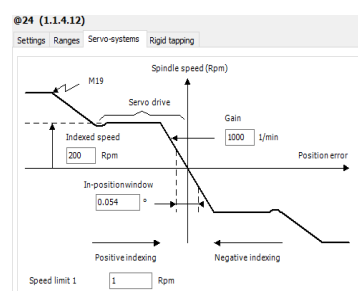 @24 (1.1.4.12)
Settings Ranges Servo-systems Rigid tapping
Spindle speed (Rpm)
M19
Servo drive
Gain
1000 1/min
Indexed speed
200 Rpm
Position error
In-position window
0.054 °
Positive indexing Negative indexing
Speed limit 1 1 Rpm